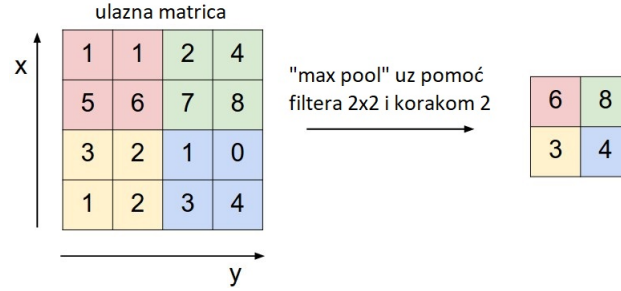 ulazna matrica
x
1 1 2 4
5 6 7 8
3 2 1 0
1 2 3 4
y
"max pool" uz pomoć
filtera 2x2 i korakom 2
6 8
3 4